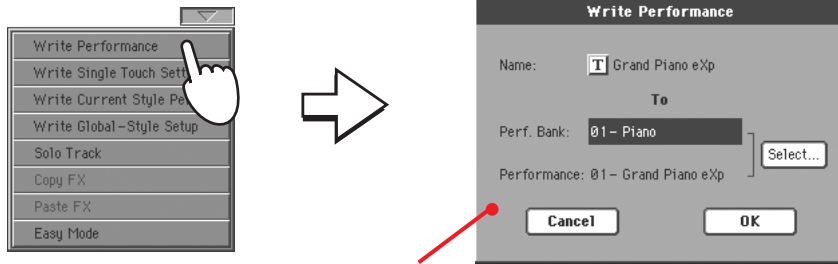 Write Performance
Write Single Touch
Write Current Style
Write Global-Style Setup
Solo Track
Copy FX
Paste FX
Easy Mode
Write Performance
Name: T Grand Piano eXp
To
Perf. Bank: 01- Piano
Select...
Performance: 01- Grand Piano eXp
Cancel OK